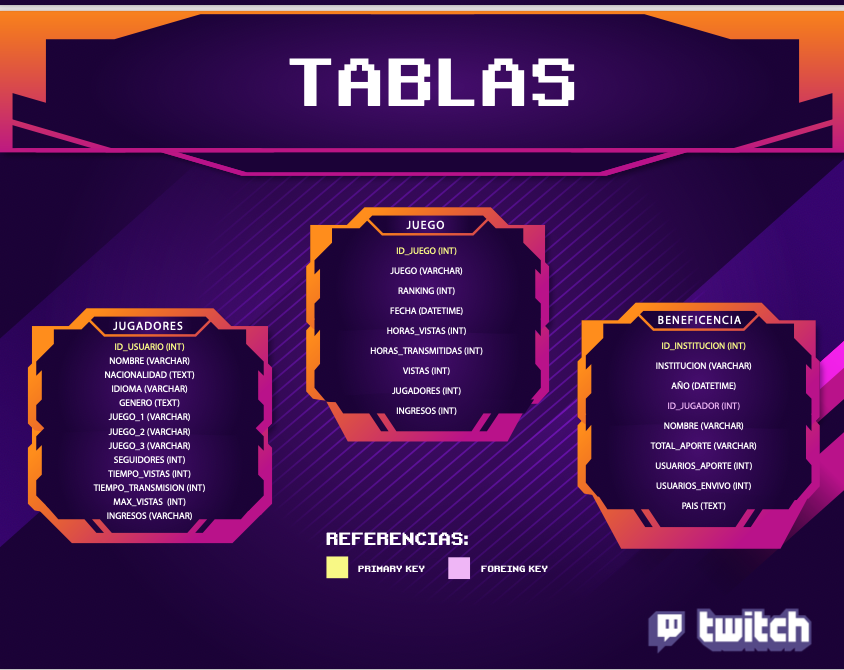 TABLAS
JUEGO
ID_JUEGO (INT)
JUEGO (VARCHAR)
RANKING (INT)
FECHA (DATETIME)
HORAS_VISTAS (INT)
HORAS_TRANSMITIDAS (INT)
VISTAS (INT)
JUGADORES (INT)
INGRESOS (INT)
JUGADORES
ID_USUARIO (INT)
NOMBRE (VARCHAR)
NACIONALIDAD (TEXT)
IDIOMA (VARCHAR)
GENERO (TEXT)
JUEGO_1 (VARCHAR)
JUEGO_2 (VARCHAR)
JUEGO_3 (VARCHAR)
SEGUIDORES (INT)
TIEMPO_VISTAS (INT)
TIEMPO_TRANSMISION (INT)
MAX_VISTAS (INT)
INGRESOS (VARCHAR)
BENEFICENCIA
ID_INSTITUCION (INT)
INSTITUCION (VARCHAR)
AÑO (DATETIME)
ID_JUGADOR (INT)
NOMBRE (VARCHAR)
TOTAL_APORTE (VARCHAR)
USUARIOS_APORTE (INT)
USUARIOS_ENVIVO (INT)
PAIS (TEXT)
REFERENCIAS:
PRIMARY KEY
FOREING KEY
twitch